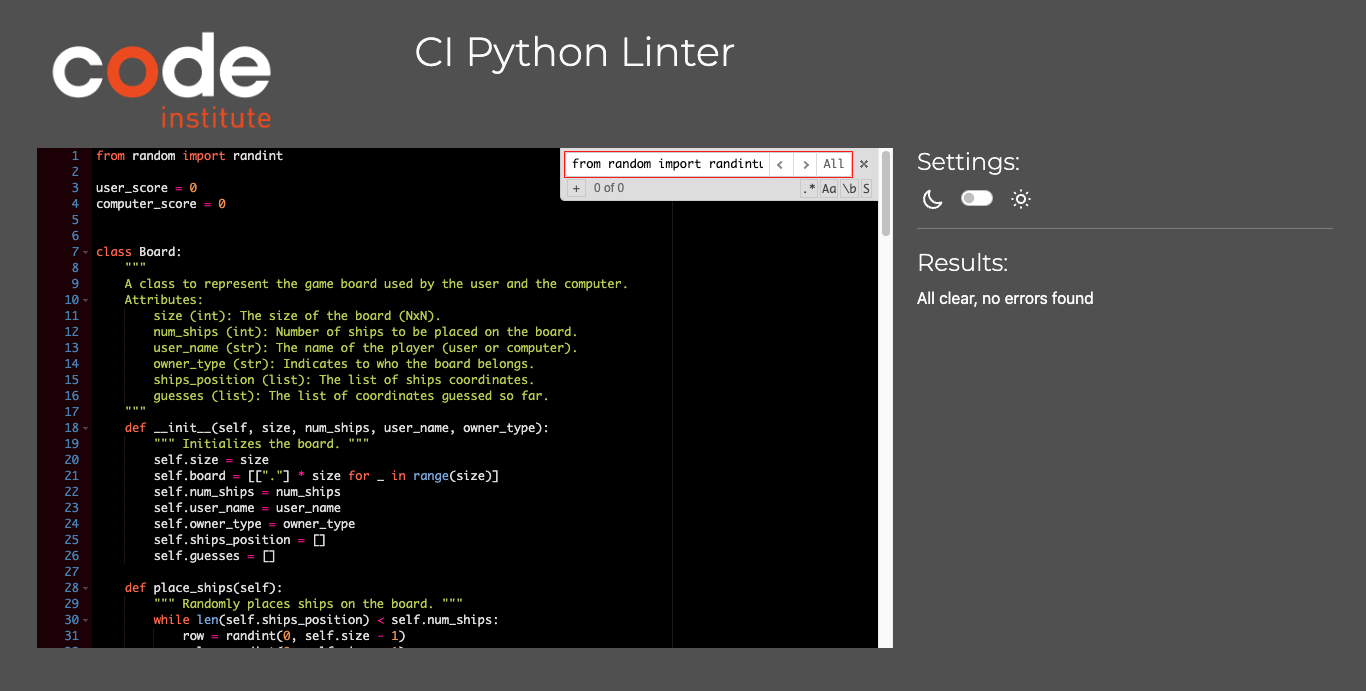 code
institute
CI Python Linter
from random import randintu
All
+ 0 of 0 .* Aa \b S
1 from random import randint
2
3 user_score = 0
4 computer_score = 0
5
6
7 class Board:
8 """
9 A class to represent the game board used by the user and the computer.
10 Attributes:
11 size (int): The size of the board (NxN).
12 num_ships (int): Number of ships to be placed on the board.
13 user_name (str): The name of the player (user or computer).
14 owner_type (str): Indicates to who the board belongs.
15 ships_position (list): The list of ships coordinates.
16 guesses (list): The list of coordinates guessed so far.
17 """
18 def __init__(self, size, num_ships, user_name, owner_type):
19 """ Initializes the board. """
20 self.size = size
21 self.board = [["."] * size for _ in range(size)]
22 self.num_ships = num_ships
23 self.user_name = user_name
24 self.owner_type = owner_type
25 self.ships_position = []
26 self.guesses = []
27
28 def place_ships(self):
29 """ Randomly places ships on the board. """
30 while len(self.ships_position) < self.num_ships:
31 row = randint(0, self.size - 1)
Settings:
Results:
All clear, no errors found